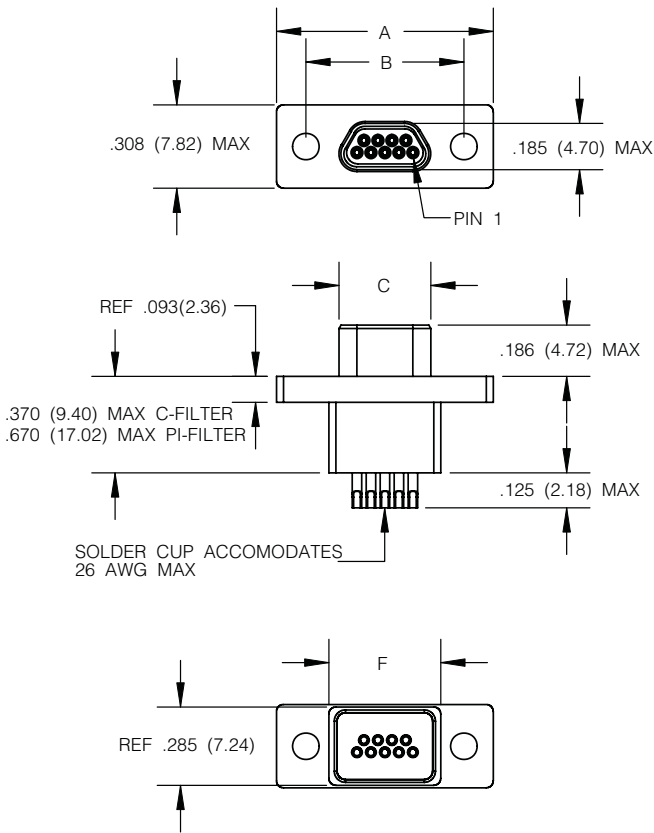 A
B
.308 (7.82) MAX
.185 (4.70) MAX
PIN 1
C
REF .093(2.36)
.186 (4.72) MAX
.370 (9.40) MAX C-FILTER
.670 (17.02) MAX PI-FILTER
.125 (2.18) MAX
SOLDER CUP ACCOMODATES
26 AWG MAX
F
REF .285 (7.24)